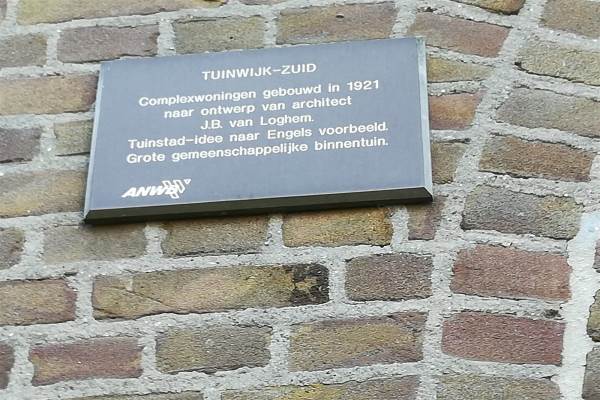 TUINWIJK-ZUID
Complexwoningen gebouwd in 1921
naar ontwerp van architect
J.B. van Loghem.
Tuinstad-idee naar Engels voorbeeld.
Grote gemeenschappelijke binnentuin.
ANWB